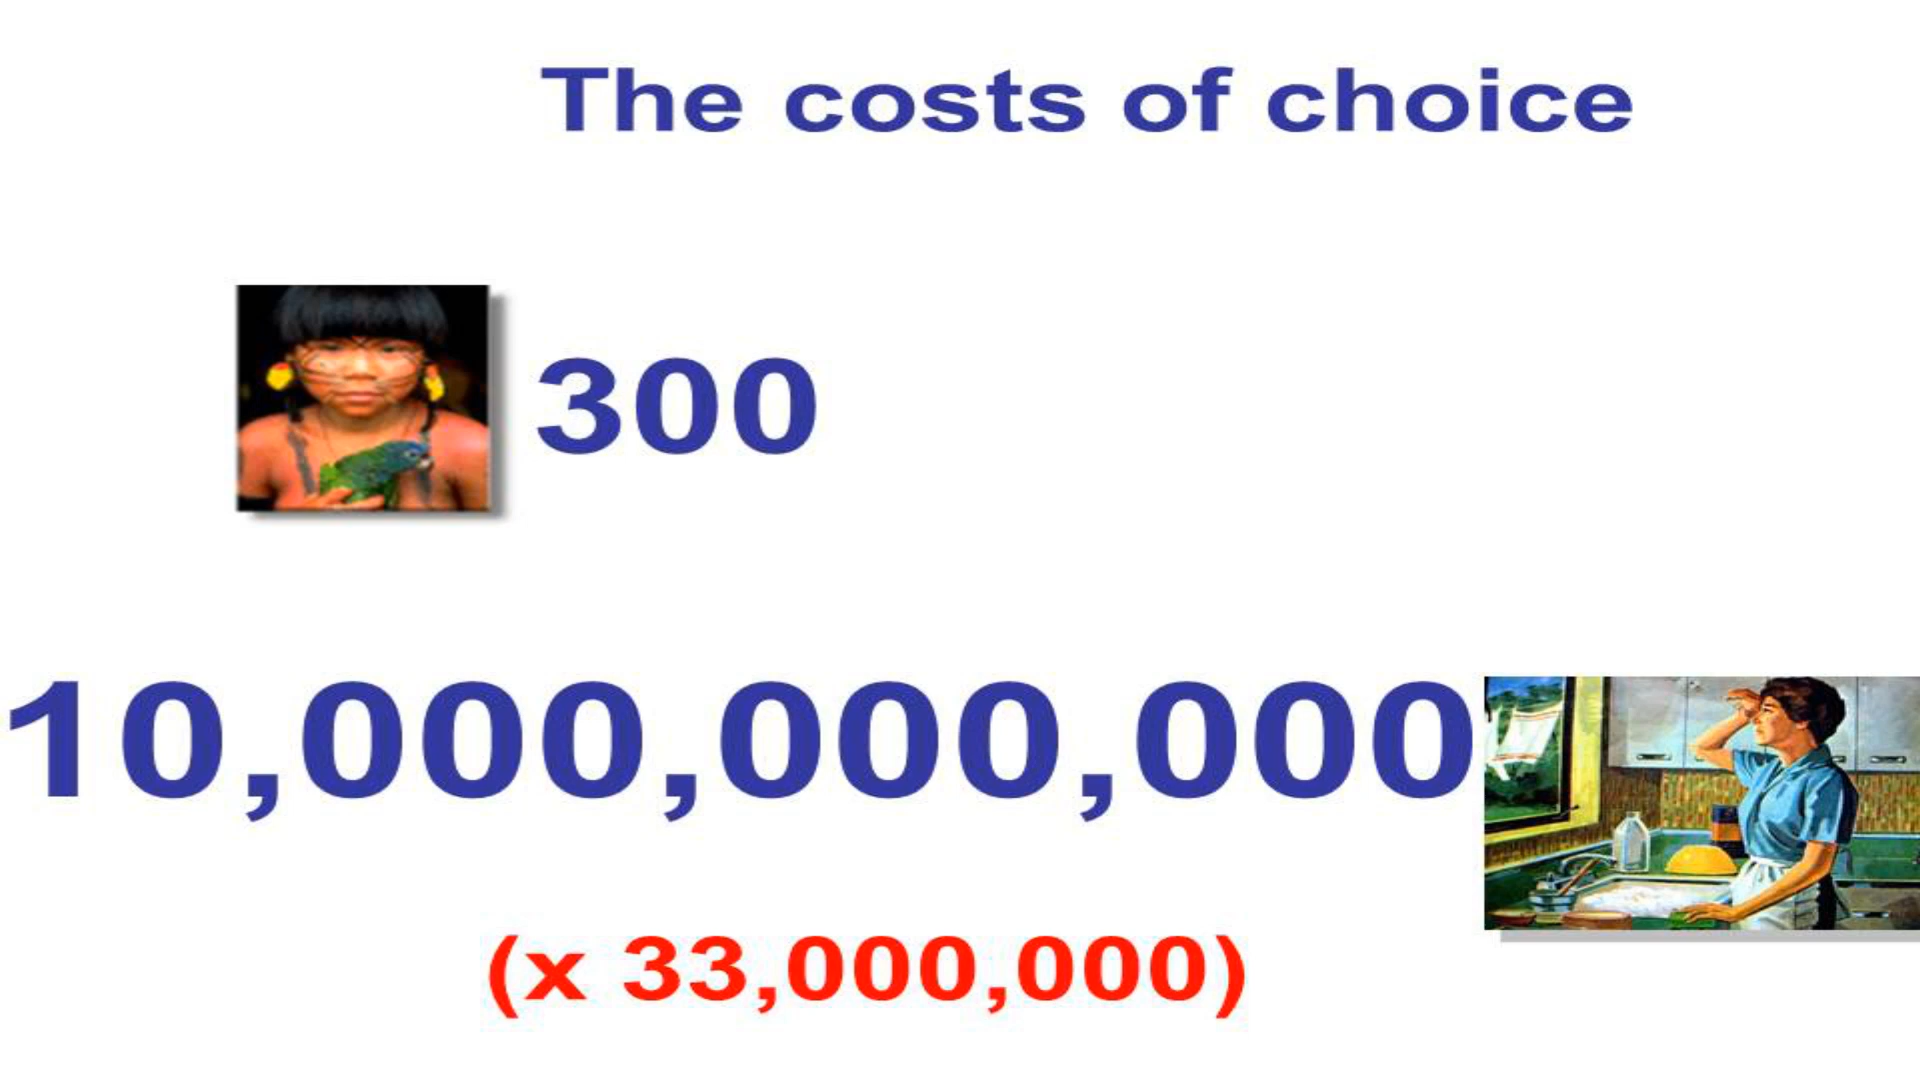 The costs of choice
300
10,000,000,000
(x 33,000,000)